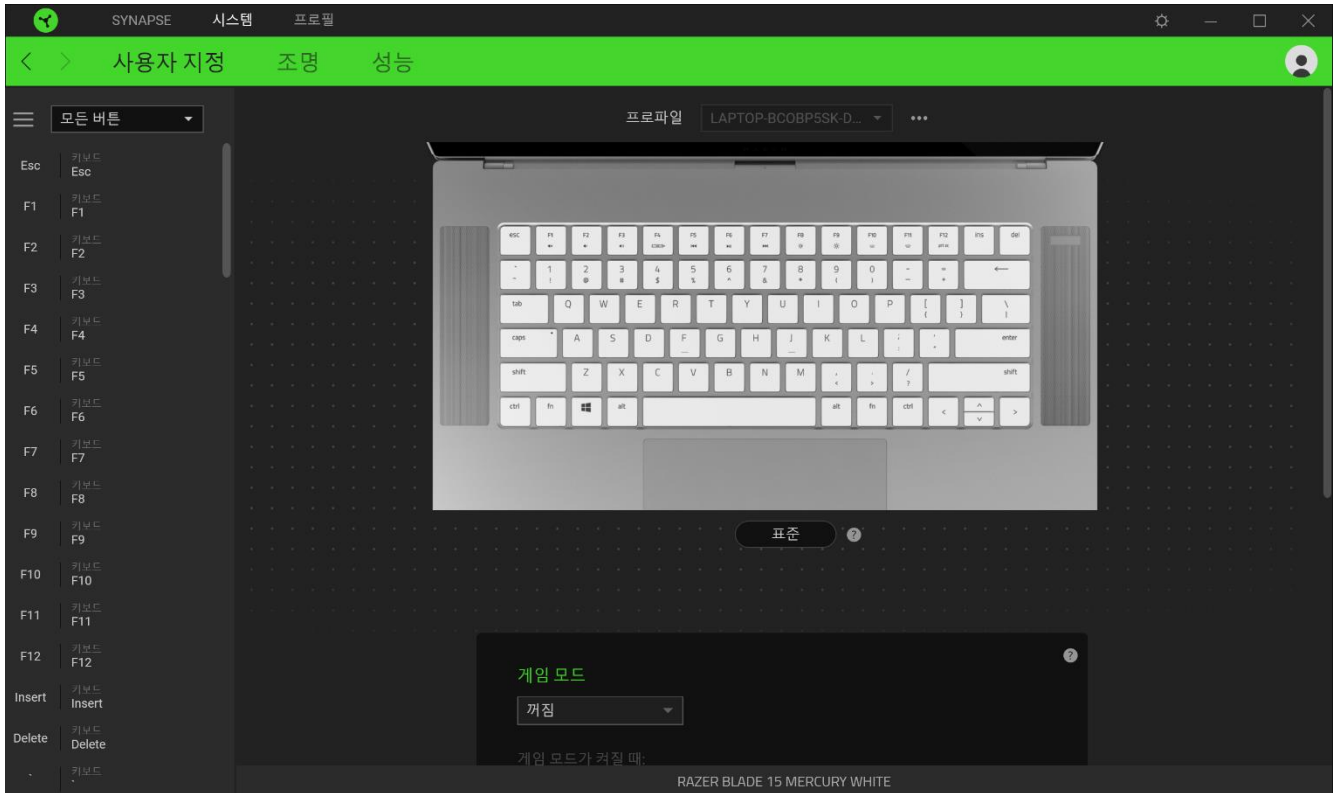 SYNAPSE 시스템 프로필
사용자 지정 조명 성능
모든 버튼
프로파일 LAPTOP-BCOBP5SK-D... •••
Esc 키보드
Esc
F1 키보드
F1
F2 키보드
F2
F3 키보드
F3
F4 키보드
F4
F5 키보드
F5
F6 키보드
F6
F7 키보드
F7
F8 키보드
F8
F9 키보드
F9
F10 키보드
F10
F11 키보드
F11
F12 키보드
F12
Insert 키보드
Insert
Delete 키보드
Delete
키보드
esc F1 F2 F3 F4 F5 F6 F7 F8 F9 F10 F11 F12 ins del
1 2 3 4 5 6 7 8 9 0 - =
! @ # $ % ^ & * ( ) _ +
tab Q W E R T Y U I O P [ ] \
caps A S D F G H J K L ; ' enter
shift Z X C V B N M , . / shift
< > ?
ctrl fn alt alt fn ctrl < ^ >
표준 ?
게임 모드 ?
꺼짐
게임 모드가 켜질 때:
RAZER BLADE 15 MERCURY WHITE